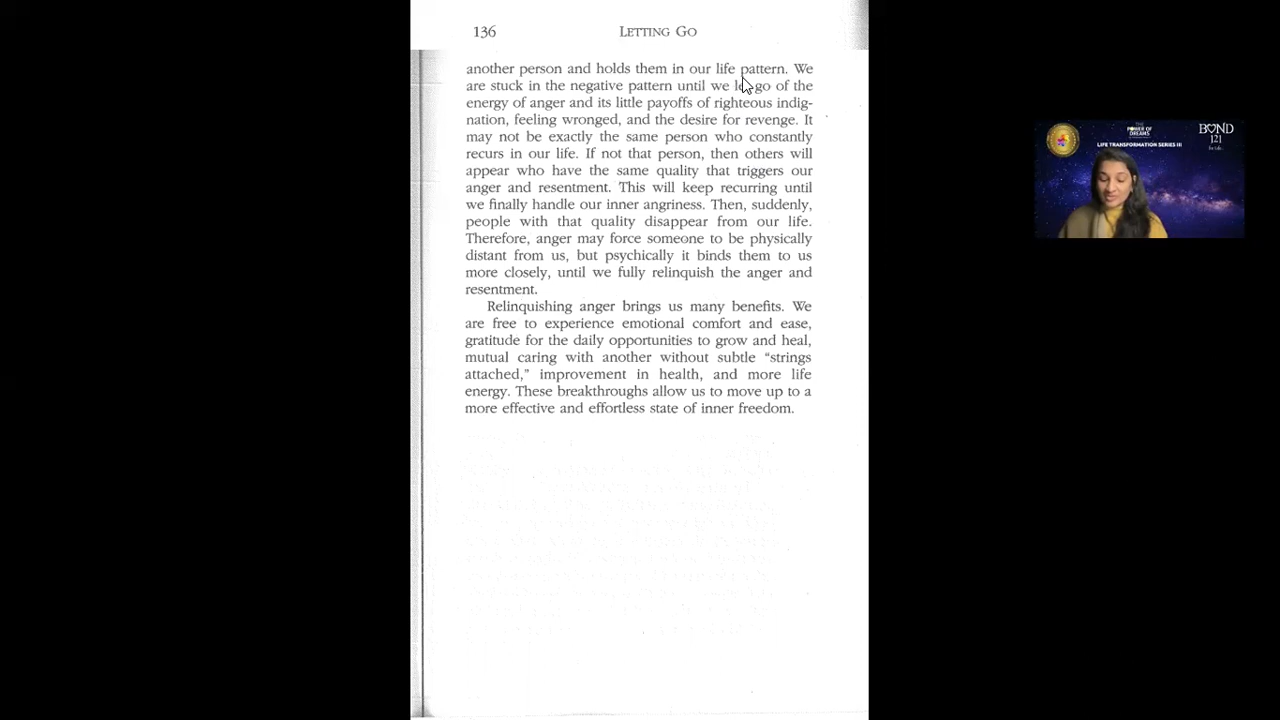 136 LETTING GO
another person and holds them in our life pattern. We
are stuck in the negative pattern until we let go of the
energy of anger and its little payoffs of righteous indig-
nation, feeling wronged, and the desire for revenge. It
may not be exactly the same person who constantly
recurs in our life. If not that person, then others will
appear who have the same quality that triggers our
anger and resentment. This will keep recurring until
we finally handle our inner angriness. Then, suddenly,
people with that quality disappear from our life.
Therefore, anger may force someone to be physically
distant from us, but psychically it binds them to us
more closely, until we fully relinquish the anger and
resentment.
Relinquishing anger brings us many benefits. We
are free to experience emotional comfort and ease,
gratitude for the daily opportunities to grow and heal,
mutual caring with another without subtle “strings
attached,” improvement in health, and more life
energy. These breakthroughs allow us to move up to a
more effective and effortless state of inner freedom.
THE
POWER OF
DREAMS
LIFE TRANSFORMATION SERIES III
BOND
121